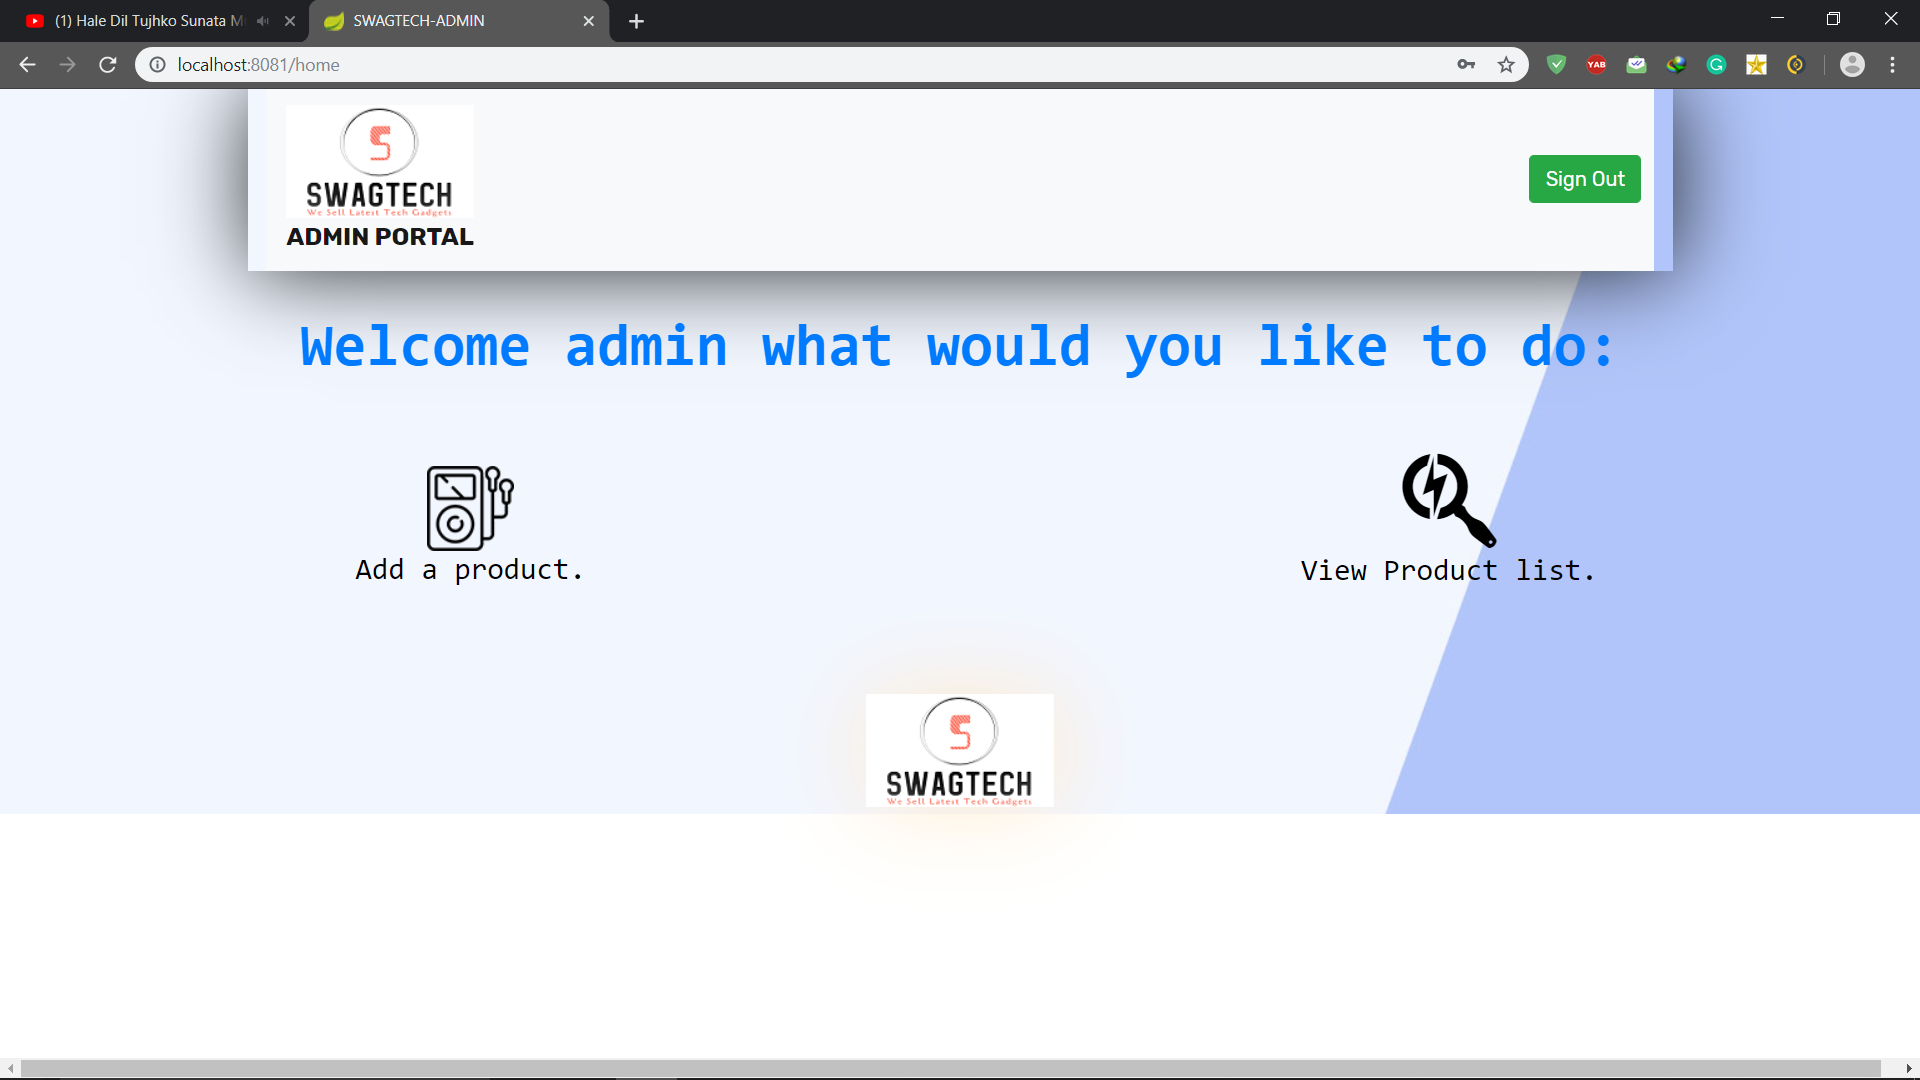 (1) Hale Dil Tujhko Sunata M
SWAGTECH-ADMIN
localhost:8081/home
YAB
G
S
SWAGTECH
We Sell Latest Tech Gadgets
ADMIN PORTAL
Sign Out
Welcome admin what would you like to do:
Add a product.
View Product list.
S
SWAGTECH
We Sell Latest Tech Gadgets